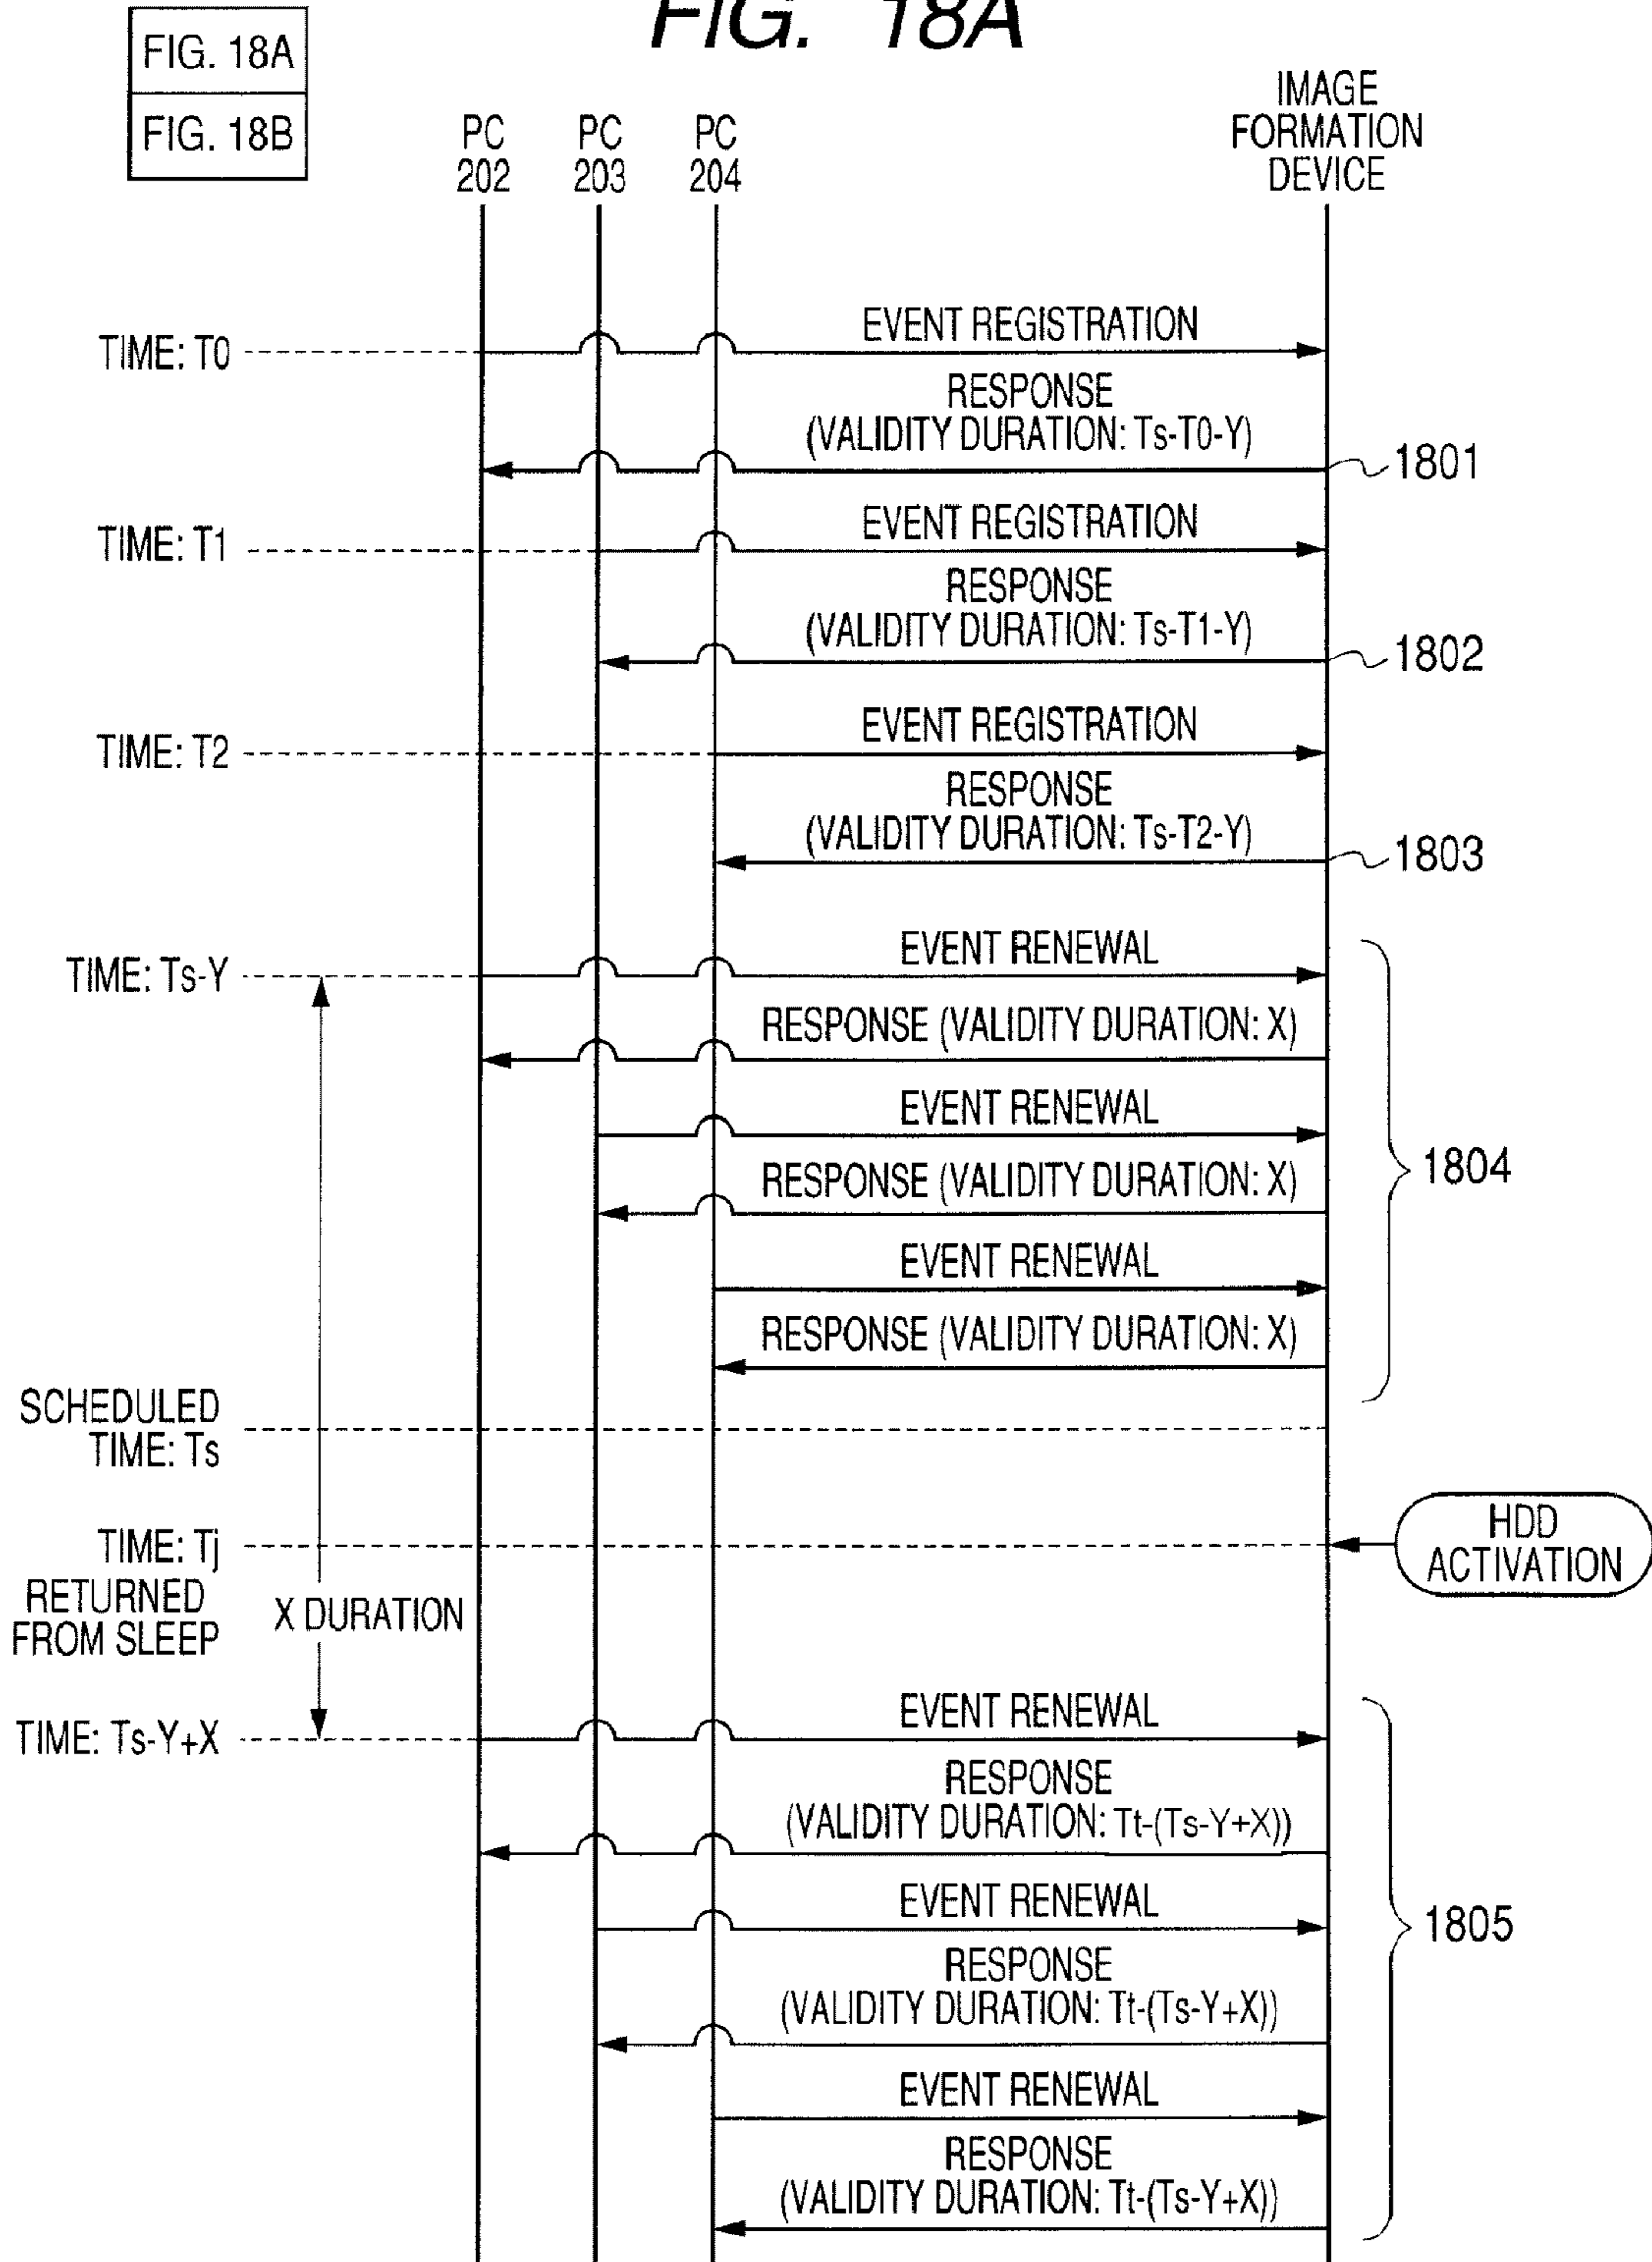 FIG. 18A
FIG. 18A
FIG. 18B
PC
202
PC
203
PC
204
IMAGE
FORMATION
DEVICE
TIME: T0
EVENT REGISTRATION
RESPONSE
(VALIDITY DURATION: Ts-T0-Y)
1801
TIME: T1
EVENT REGISTRATION
RESPONSE
(VALIDITY DURATION: Ts-T1-Y)
1802
TIME: T2
EVENT REGISTRATION
RESPONSE
(VALIDITY DURATION: Ts-T2-Y)
1803
TIME: Ts-Y
EVENT RENEWAL
RESPONSE (VALIDITY DURATION: X)
EVENT RENEWAL
RESPONSE (VALIDITY DURATION: X)
1804
EVENT RENEWAL
RESPONSE (VALIDITY DURATION: X)
SCHEDULED
TIME: Ts
TIME: Tj
RETURNED
FROM SLEEP
HDD
ACTIVATION
X DURATION
TIME: Ts-Y+X
EVENT RENEWAL
RESPONSE
(VALIDITY DURATION: Tt-(Ts-Y+X))
EVENT RENEWAL
1805
RESPONSE
(VALIDITY DURATION: Tt-(Ts-Y+X))
EVENT RENEWAL
RESPONSE
(VALIDITY DURATION: Tt-(Ts-Y+X))